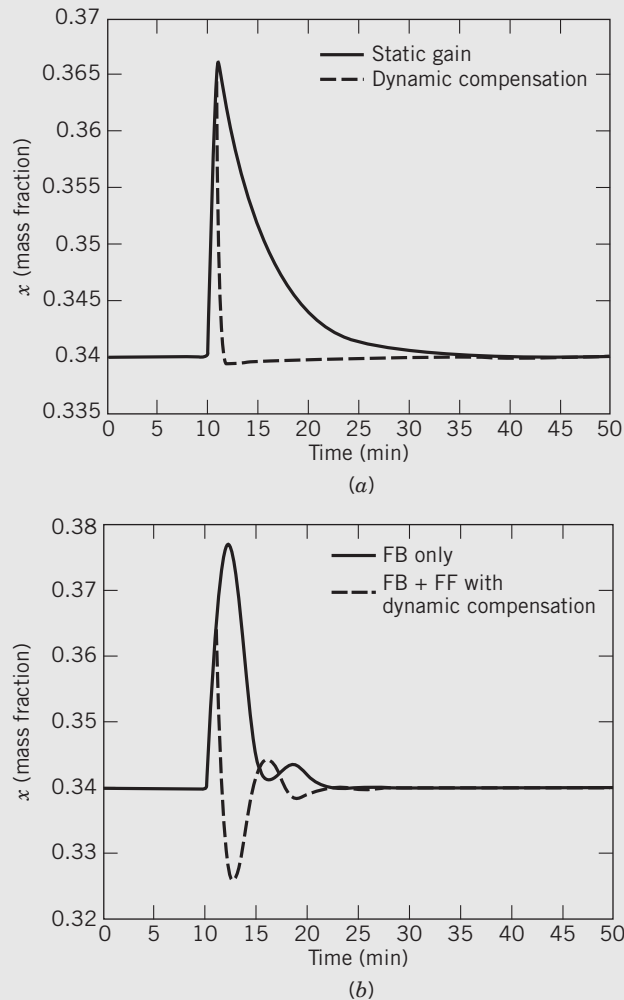 0.37
0.365
0.36
0.355
0.35
0.345
0.34
0.335
x (mass fraction)
Static gain
Dynamic compensation
0 5 10 15 20 25 30 35 40 45 50
Time (min)
(a)
0.38
0.37
0.36
0.35
0.34
0.33
0.32
x (mass fraction)
FB only
FB + FF with
dynamic compensation
0 5 10 15 20 25 30 35 40 45 50
Time (min)
(b)